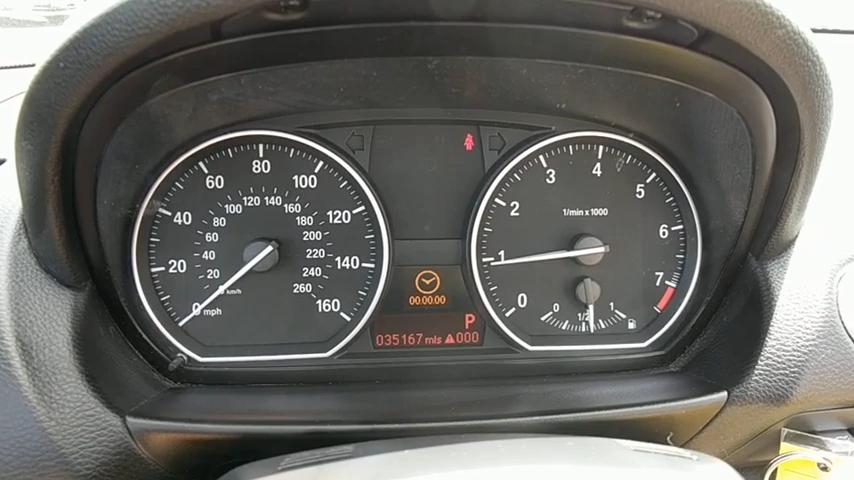 0 20 40 60 80 100 120 140 160
mph
0 20 40 60 80 100 120 140 160 180 200 220 240 260
km/h
00:00.00
P
035167 mls 000
0 1 2 3 4 5 6 7
1/min x 1000
0 1/2 1